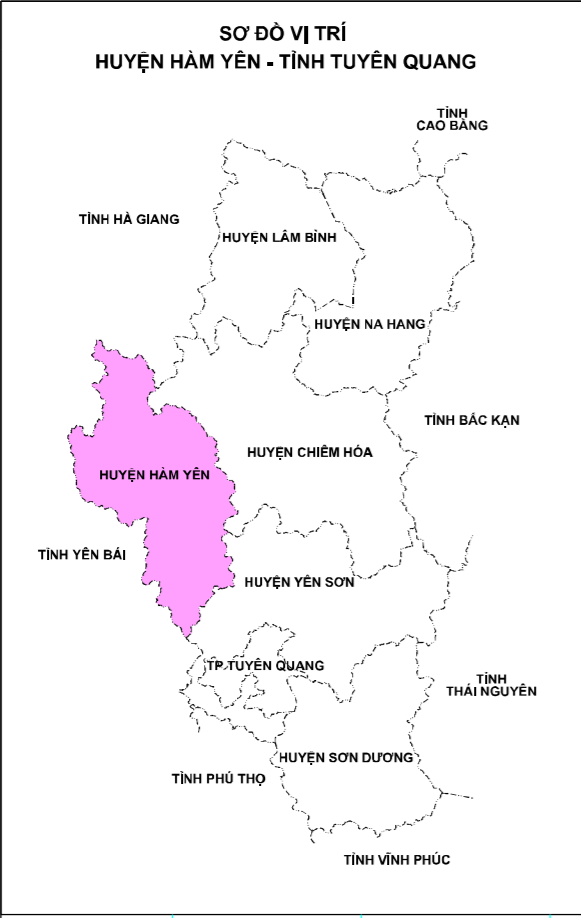 SƠ ĐỒ VỊ TRÍ
HUYỆN HÀM YÊN - TỈNH TUYÊN QUANG
TỈNH
CAO BẰNG
TỈNH HÀ GIANG
HUYỆN LÂM BÌNH
HUYỆN NA HANG
TỈNH BẮC KẠN
HUYỆN CHIÊM HÓA
HUYỆN HÀM YÊN
TỈNH YÊN BÁI
HUYỆN YÊN SƠN
TP.TUYÊN QUANG
TỈNH
THÁI NGUYÊN
HUYỆN SƠN DƯƠNG
TỈNH PHÚ THỌ
TỈNH VĨNH PHÚC